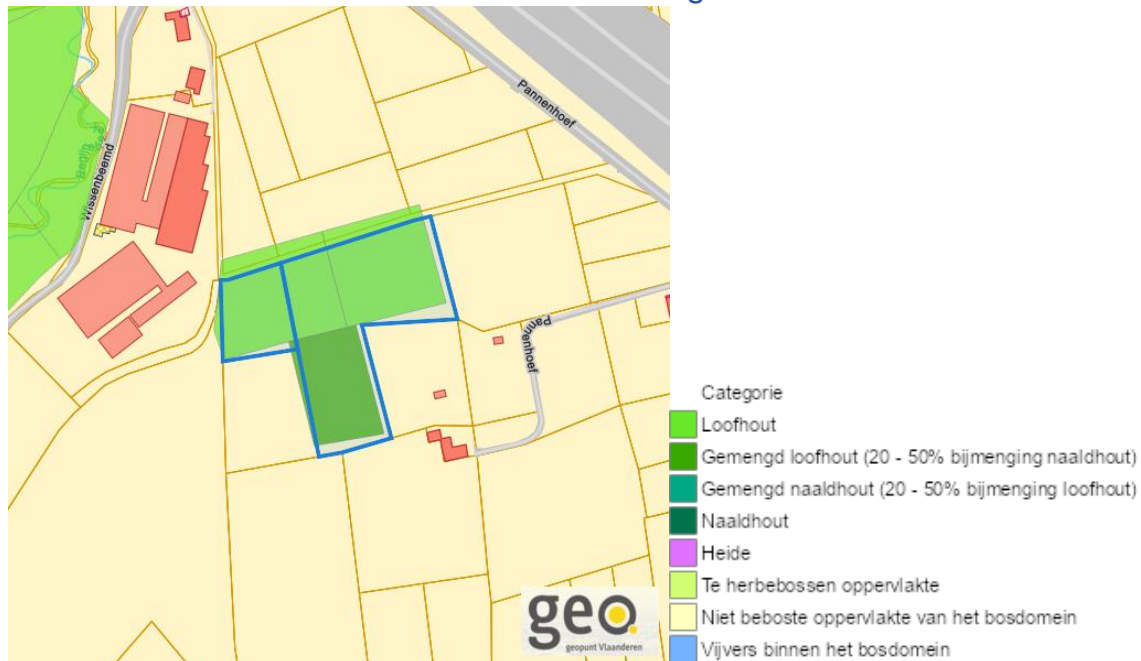 Pannenhoef
Wissenbeemd
Pannenhoef
Categorie
Loofhout
Gemengd loofhout (20 - 50% bijmenging naaldhout)
Gemengd naaldhout (20 - 50% bijmenging loofhout)
Naaldhout
Heide
Te herbebossen oppervlakte
Niet beboste oppervlakte van het bosdomein
Vijvers binnen het bosdomein
geo
geopunt Vlaanderen